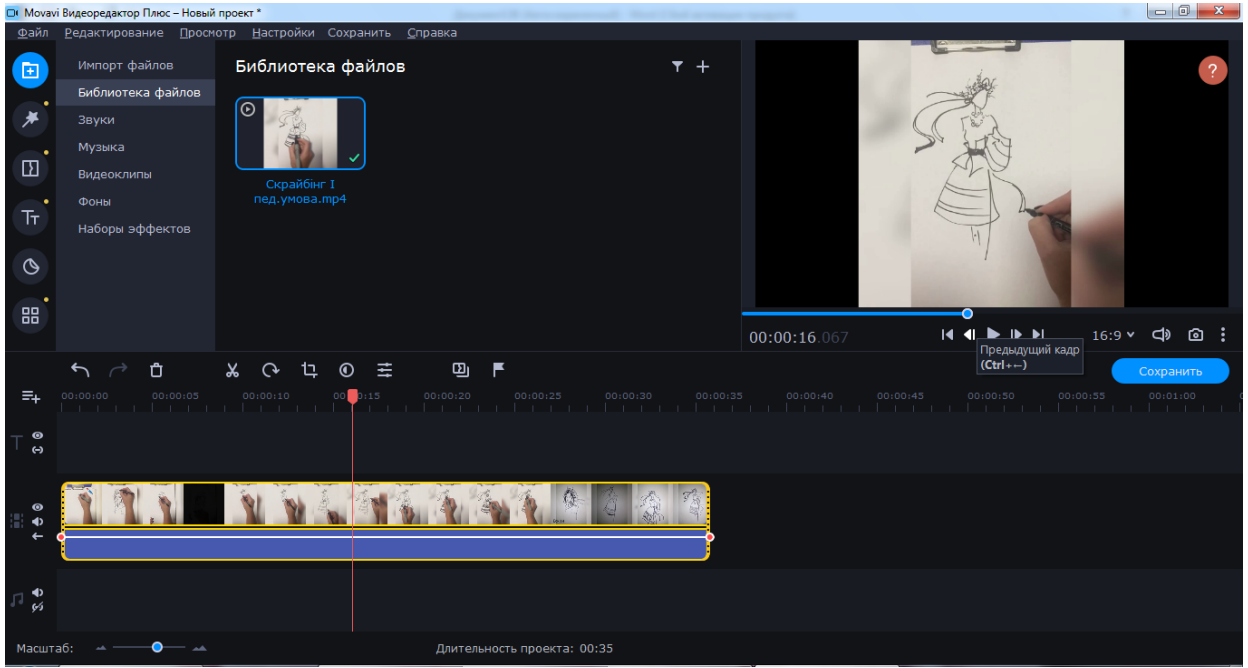 Movavi Видеоредактор Плюс – Новый проект *
Файл Редактирование Просмотр Настройки Сохранить Справка
Импорт файлов
Библиотека файлов
Звуки
Музыка
Видеоклипы
Фоны
Наборы эффектов
Библиотека файлов
Скрайбінг І
пед.умова.mp4
?
00:00:16.067
16:9
Предыдущий кадр
(Ctrl+←)
Сохранить
00:00:00 00:00:05 00:00:10 00:00:15 00:00:20 00:00:25 00:00:30 00:00:35 00:00:40 00:00:45 00:00:50 00:00:55 00:01:00
Масштаб:
Длительность проекта: 00:35